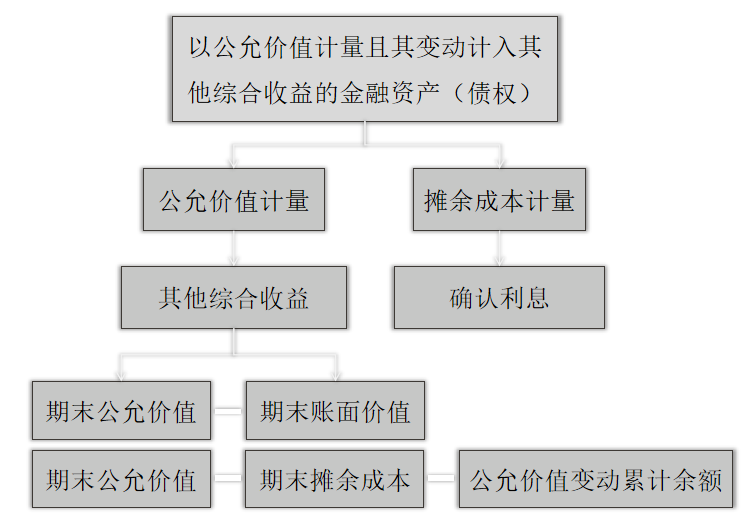 以公允价值计量且其变动计入其
他综合收益的金融资产（债权）
公允价值计量
摊余成本计量
其他综合收益
确认利息
期末公允价值
期末账面价值
期末公允价值
期末摊余成本
公允价值变动累计余额